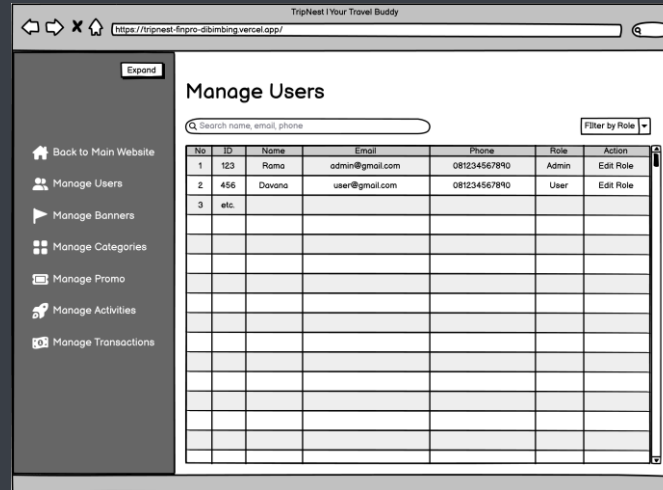 TripNest | Your Travel Buddy
https://tripnest-finpro-dibimbing.vercel.app/
Expand
Back to Main Website
Manage Users
Manage Banners
Manage Categories
Manage Promo
Manage Activities
Manage Transactions
Manage Users
Search name, email, phone
Filter by Role
No ID Name Email Phone Role Action
1 123 Rama admin@gmail.com 081234567890 Admin Edit Role
2 456 Davana user@gmail.com 081234567890 User Edit Role
3 etc.